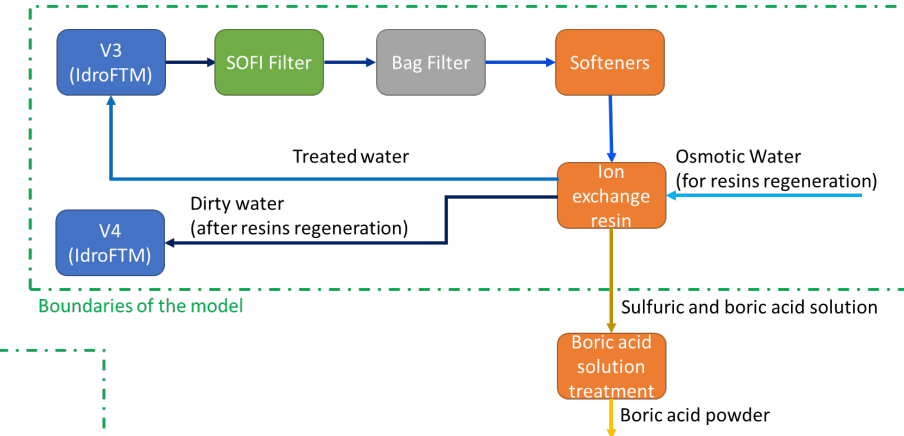 V3
(IdroFTM)
SOFI Filter
Bag Filter
Softeners
Treated water
Ion
exchange
resin
Osmotic Water
(for resins regeneration)
Dirty water
(after resins regeneration)
V4
(IdroFTM)
Boundaries of the model
Sulfuric and boric acid solution
Boric acid
solution
treatment
Boric acid powder